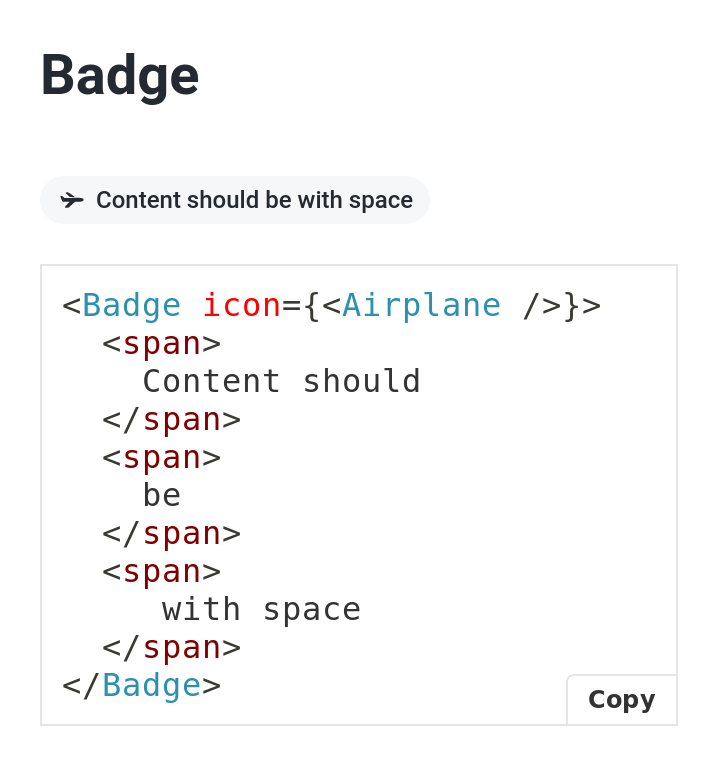 Badge
Content should be with space
<Badge icon={<Airplane />}>
  <span>
    Content should
  </span>
  <span>
    be
  </span>
  <span>
     with space
  </span>
</Badge>
Copy